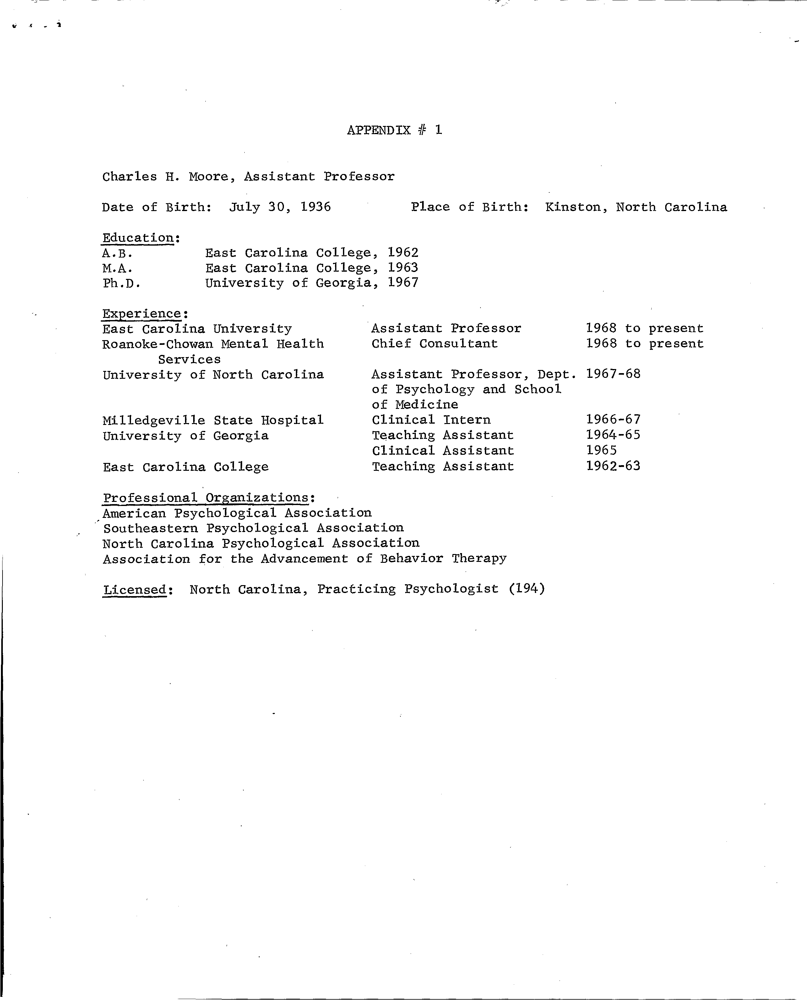 APPENDIX # 1
Charles H. Moore, Assistant Professor
Date of Birth: July 30, 1936 Place of Birth: Kinston, North Carolina
Education:
A.B. East Carolina College, 1962
M.A. East Carolina College, 1963
Ph.D. University of Georgia, 1967
Experience:
East Carolina University Assistant Professor 1968 to present
Roanoke-Chowan Mental Health Chief Consultant 1968 to present
Services
University of North Carolina Assistant Professor, Dept. 1967-68
of Psychology and School
of Medicine
Milledgeville State Hospital Clinical Intern 1966-67
University of Georgia Teaching Assistant 1964-65
Clinical Assistant 1965
East Carolina College Teaching Assistant 1962-63
Professional Organizations:
American Psychological Association
Southeastern Psychological Association
North Carolina Psychological Association
Association for the Advancement of Behavior Therapy
Licensed: North Carolina, Practicing Psychologist (194)